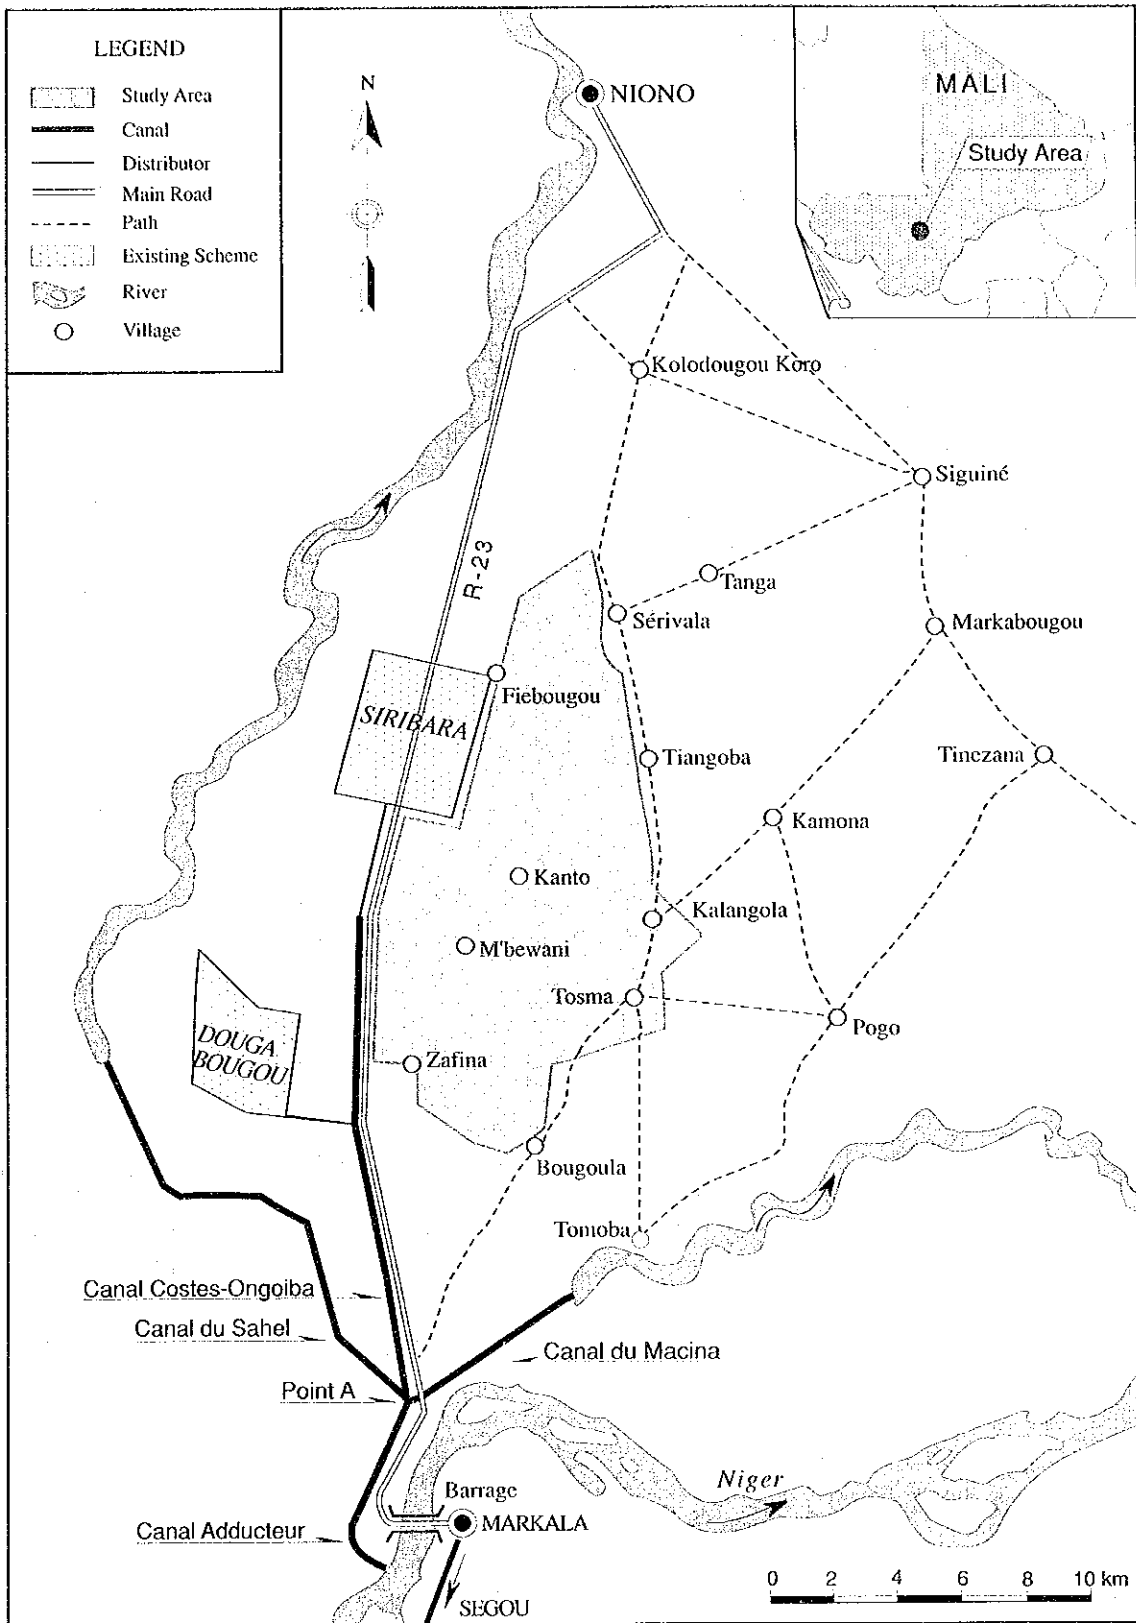 LEGEND
Study Area
Canal
Distributor
Main Road
Path
Existing Scheme
River
Village
N
NIONO
MALI
Study Area
Kolodougou Koro
Siguiné
R-23
Tanga
Sérivala
Markabougou
Fiebougou
SIRIBARA
Tiangoba
Tinezana
Kamona
Kanto
Kalangola
M'bewani
Tosma
Pogo
DOUGA
BOUGOU
Zafina
Bougoula
Tomoba
Canal Costes-Ongoiba
Canal du Sahel
Canal du Macina
Point A
Niger
Barrage
MARKALA
Canal Adducteur
SEGOU
0 2 4 6 8 10 km